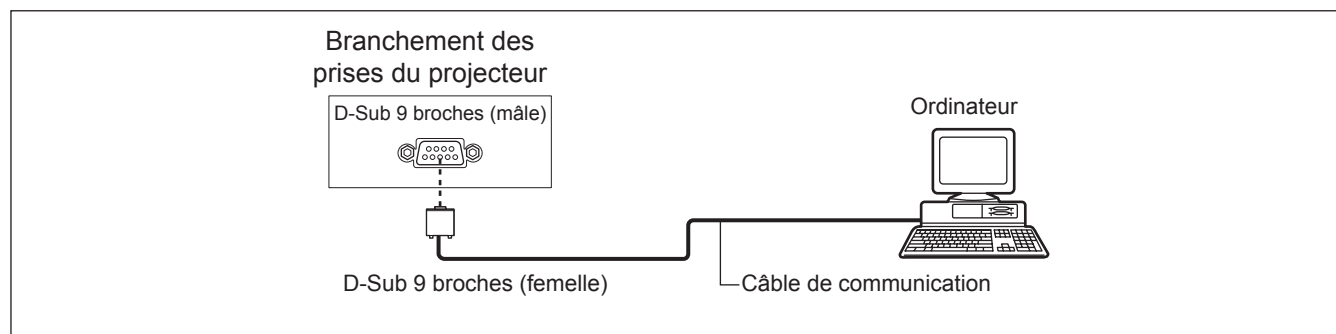 Branchement des
prises du projecteur
D-Sub 9 broches (mâle)
Ordinateur
D-Sub 9 broches (femelle)
Câble de communication